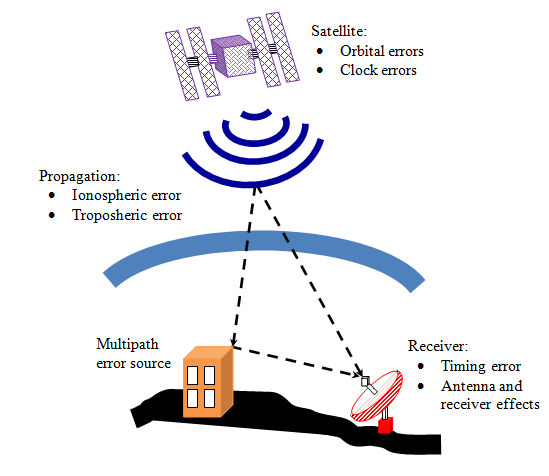 Satellite:
• Orbital errors
• Clock errors
Propagation:
• Ionospheric error
• Troposheric error
Multipath
error source
Receiver:
• Timing error
• Antenna and
receiver effects